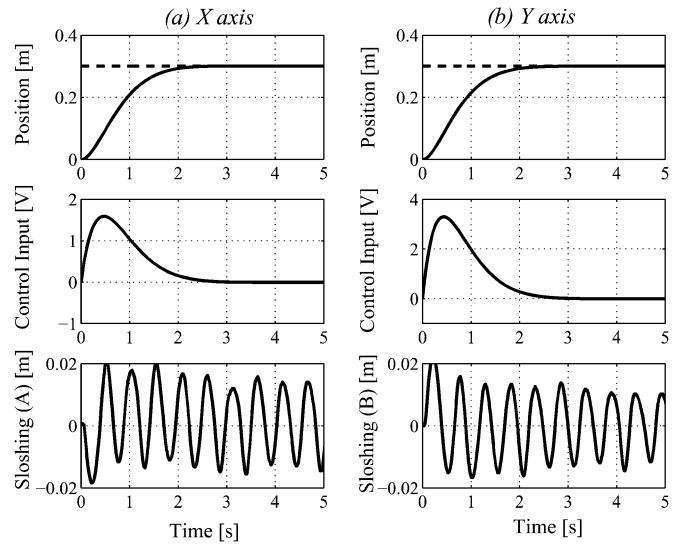 (a) X axis
(b) Y axis
Position [m]
0.4
0.2
0
0 1 2 3 4 5
Position [m]
0.4
0.2
0
0 1 2 3 4 5
Control Input [V]
2
1
0
−1
0 1 2 3 4 5
Control Input [V]
4
2
0
0 1 2 3 4 5
Sloshing (A) [m]
0.02
0
−0.02
0 1 2 3 4 5
Time [s]
Sloshing (B) [m]
0.02
0
−0.02
0 1 2 3 4 5
Time [s]